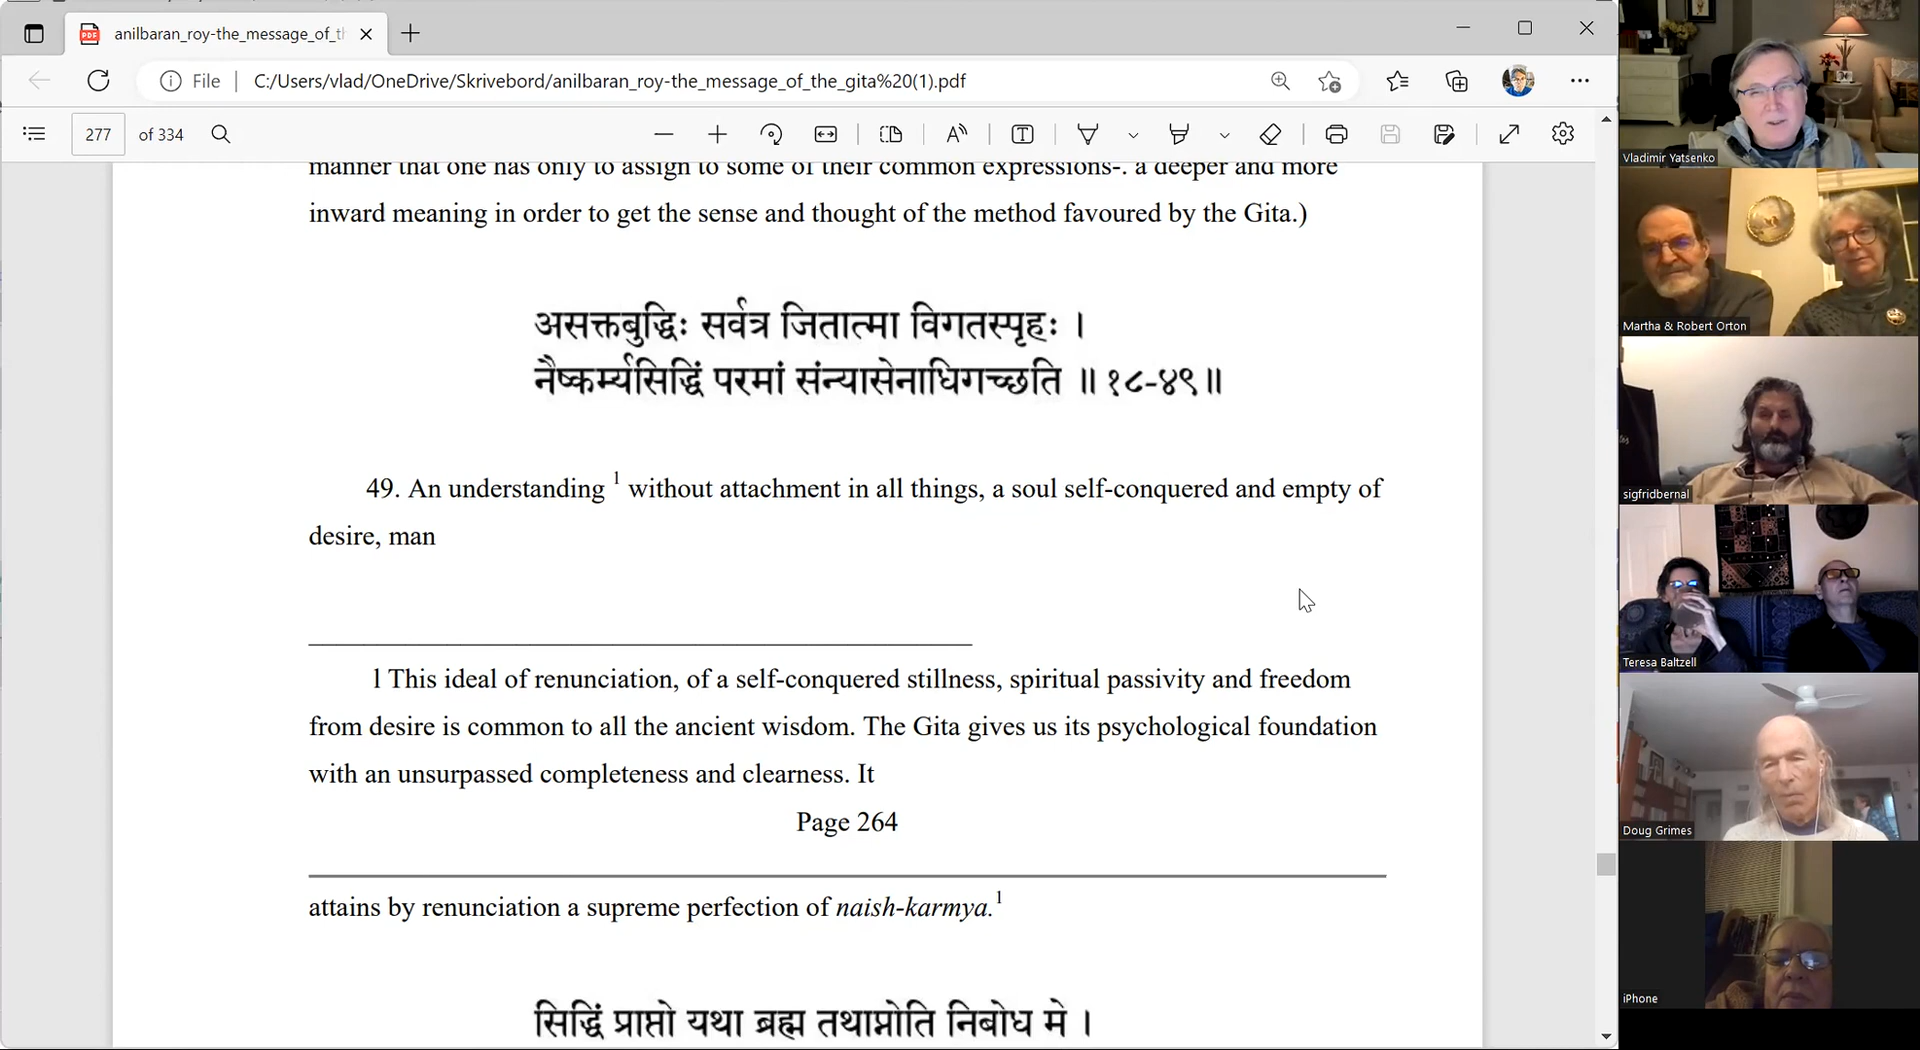 anilbaran_roy-the_message_of_th
File
C:/Users/vlad/OneDrive/Skrivebord/anilbaran_roy-the_message_of_the_gita%20(1).pdf
277 of 334
manner that one has only to assign to some of their common expressions-. a deeper and more
inward meaning in order to get the sense and thought of the method favoured by the Gita.)
असक्तबुद्धिः सर्वत्र जितात्मा विगतस्पृहः ।
नैष्कर्म्यसिद्धिं परमां संन्यासेनाधिगच्छति ॥ १८-४९॥
49. An understanding 1 without attachment in all things, a soul self-conquered and empty of
desire, man
1 This ideal of renunciation, of a self-conquered stillness, spiritual passivity and freedom
from desire is common to all the ancient wisdom. The Gita gives us its psychological foundation
with an unsurpassed completeness and clearness. It
Page 264
attains by renunciation a supreme perfection of naish-karmya.1
सिद्धिं प्राप्तो यथा ब्रह्म तथाप्नोति निबोध मे ।
Vladimir Yatsenko
Martha & Robert Orton
sigfridbernal
Teresa Baltzell
Doug Grimes
iPhone